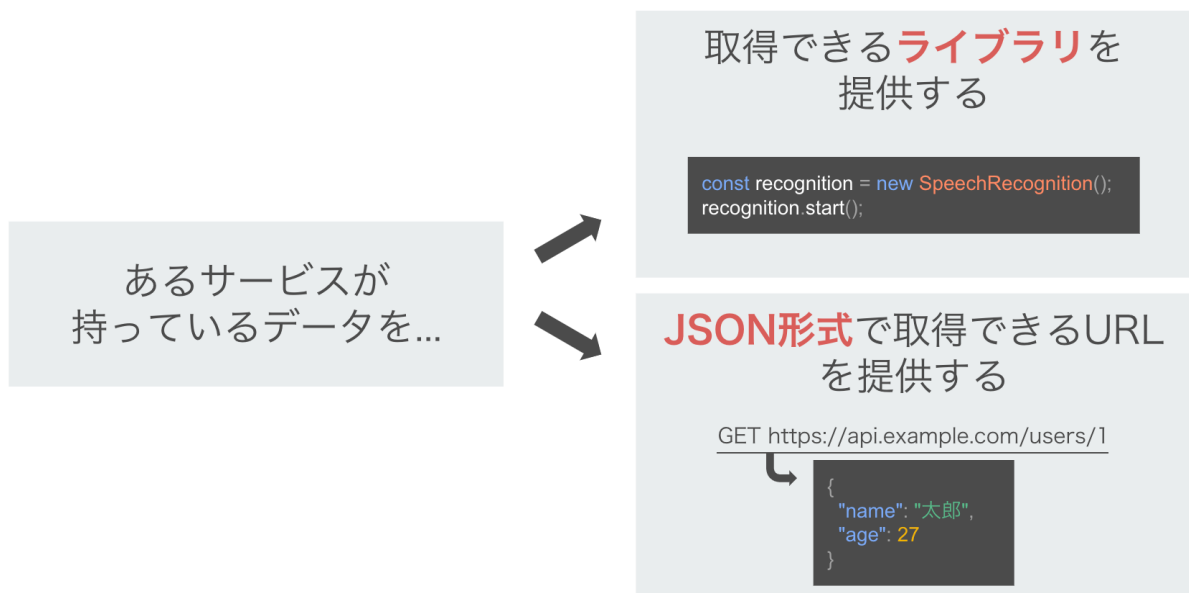 あるサービスが
持っているデータを...
取得できるライブラリを
提供する
const recognition = new SpeechRecognition();
recognition.start();
JSON形式で取得できるURL
を提供する
GET https://api.example.com/users/1
{
"name": "太郎",
"age": 27
}